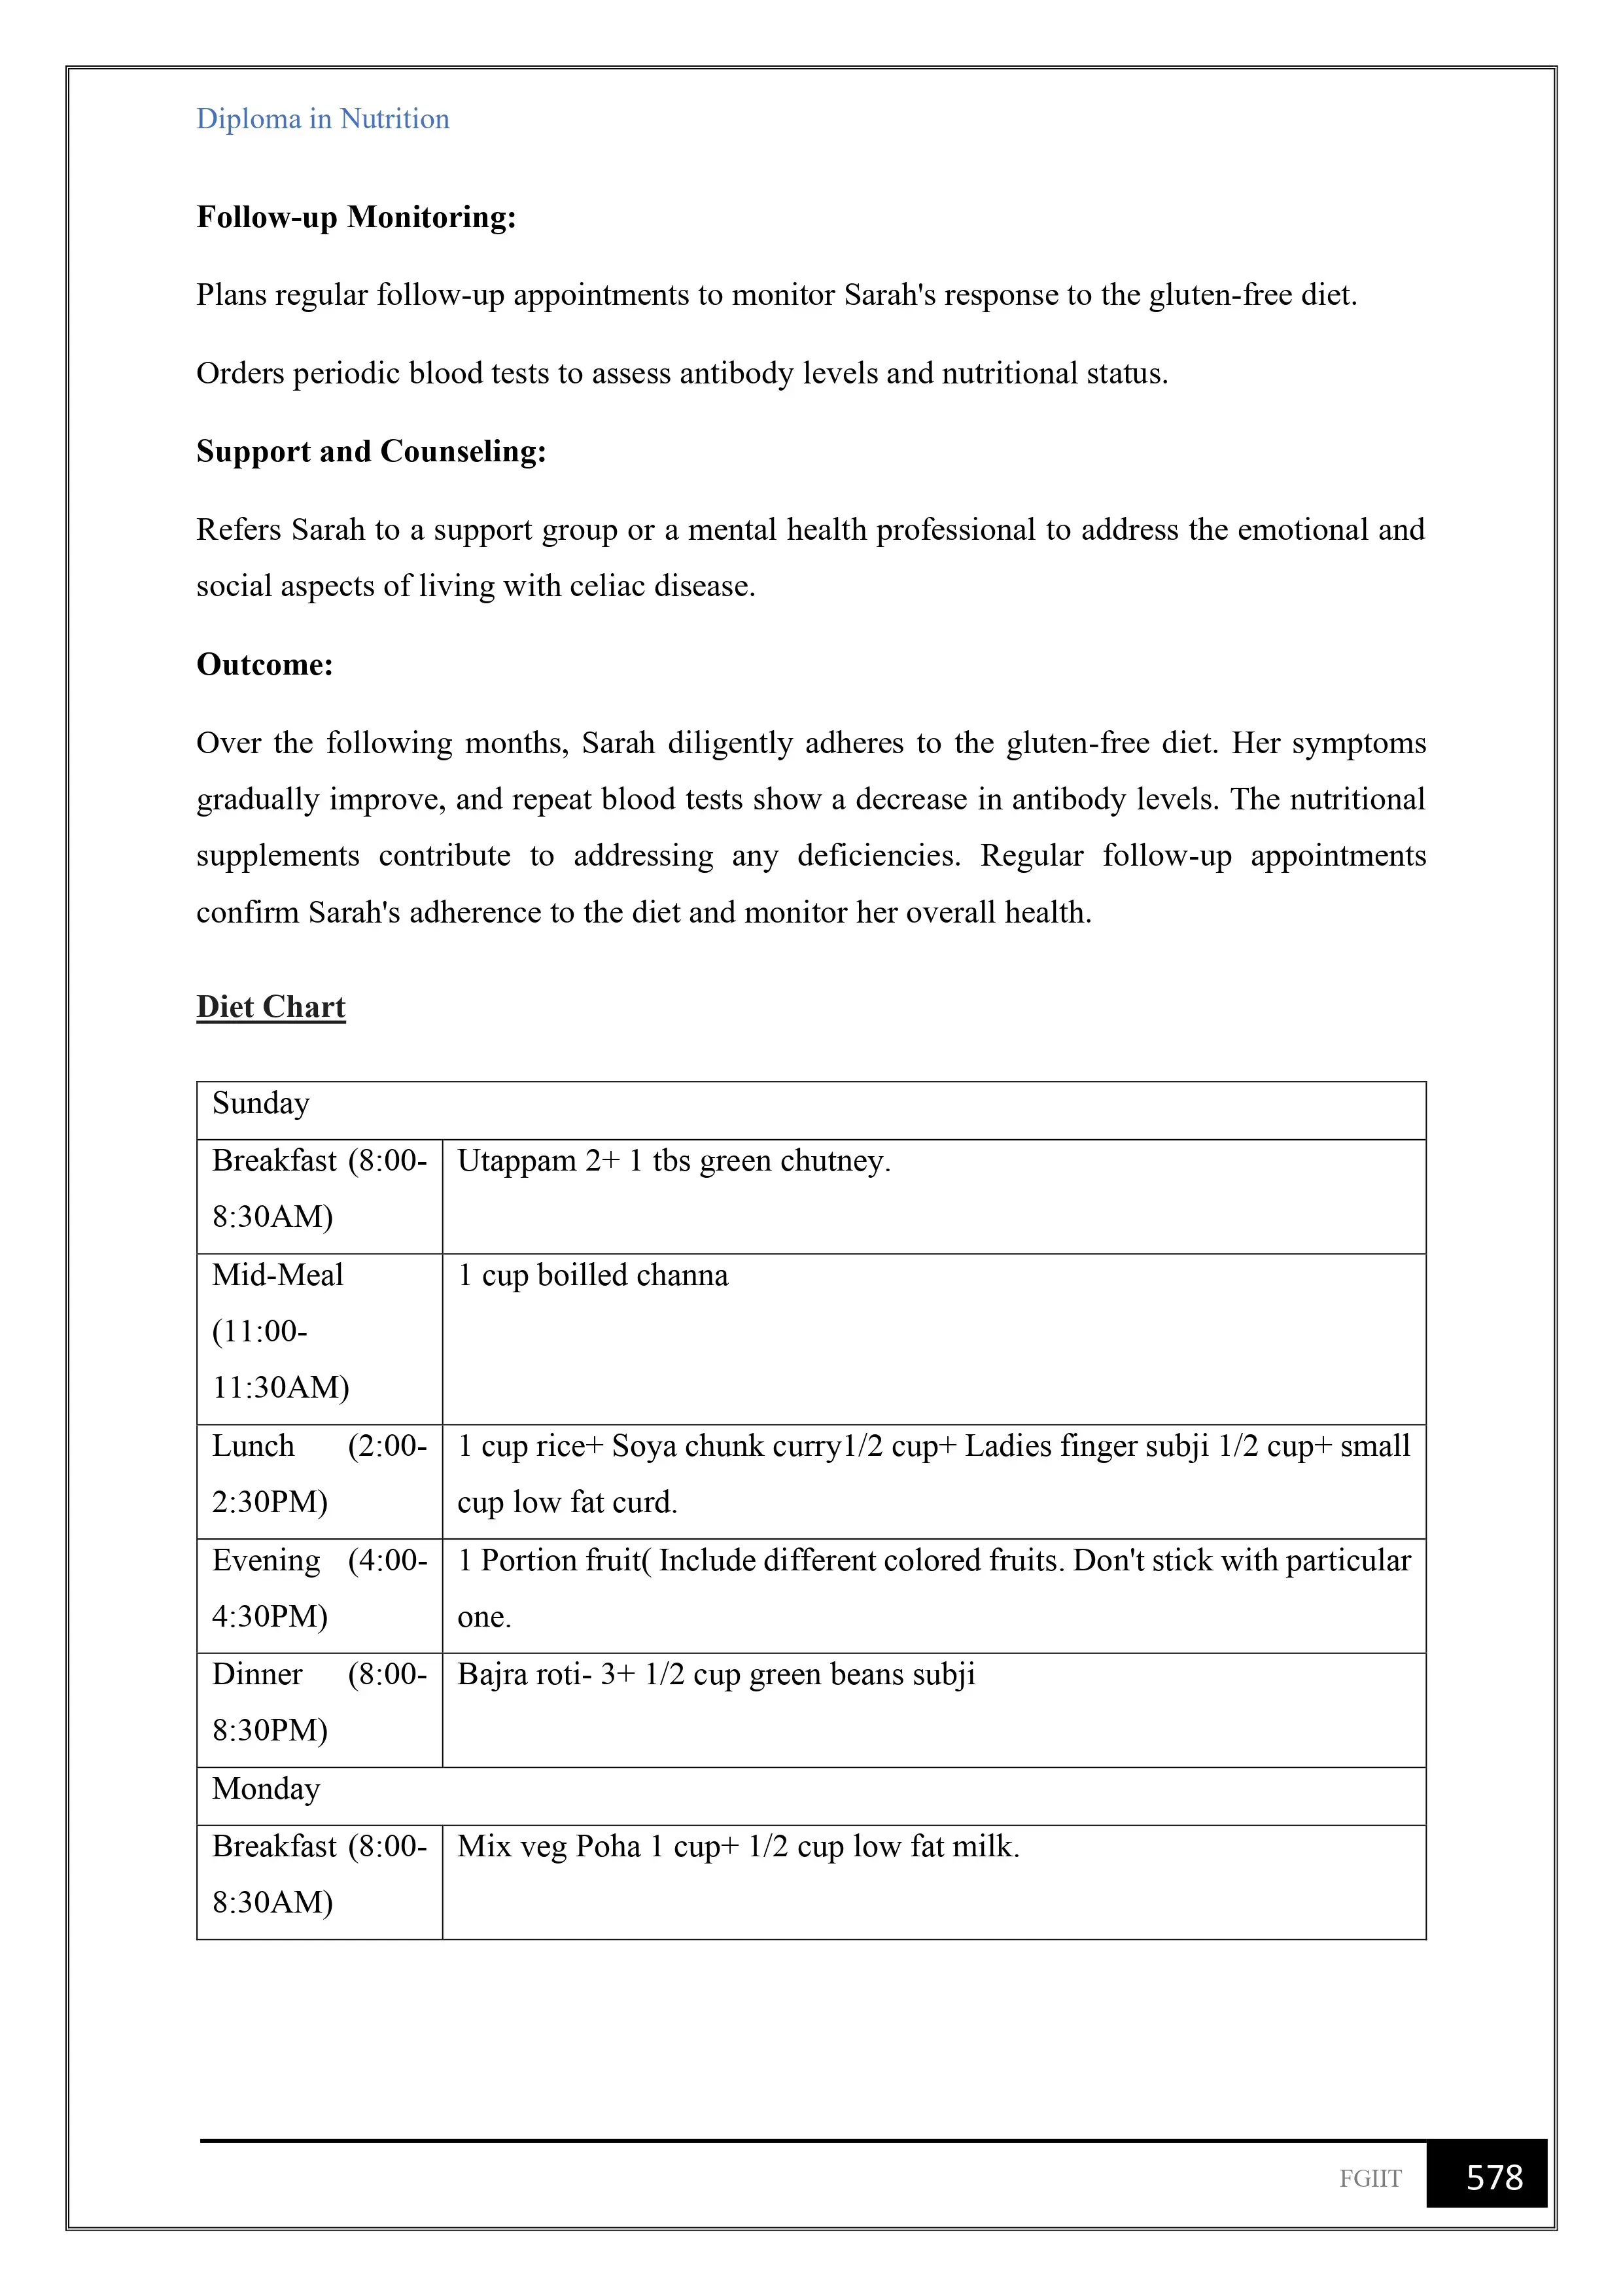 Diploma in Nutrition
Follow-up Monitoring:
Plans regular follow-up appointments to monitor Sarah's response to the gluten-free diet.
Orders periodic blood tests to assess antibody levels and nutritional status.
Support and Counseling:
Refers Sarah to a support group or a mental health professional to address the emotional and
social aspects of living with celiac disease.
Outcome:
Over the following months, Sarah diligently adheres to the gluten-free diet. Her symptoms
gradually improve, and repeat blood tests show a decrease in antibody levels. The nutritional
supplements contribute to addressing any deficiencies. Regular follow-up appointments
confirm Sarah's adherence to the diet and monitor her overall health.
Diet Chart
Sunday
Breakfast (8:00-
8:30AM)
Utappam 2+ 1 tbs green chutney.
Mid-Meal
(11:00-
11:30AM)
1 cup boilled channa
Lunch (2:00-
2:30PM)
1 cup rice+ Soya chunk curry1/2 cup+ Ladies finger subji 1/2 cup+ small
cup low fat curd.
Evening (4:00-
4:30PM)
1 Portion fruit( Include different colored fruits. Don't stick with particular
one.
Dinner (8:00-
8:30PM)
Bajra roti- 3+ 1/2 cup green beans subji
Monday
Breakfast (8:00-
8:30AM)
Mix veg Poha 1 cup+ 1/2 cup low fat milk.
FGIIT 578